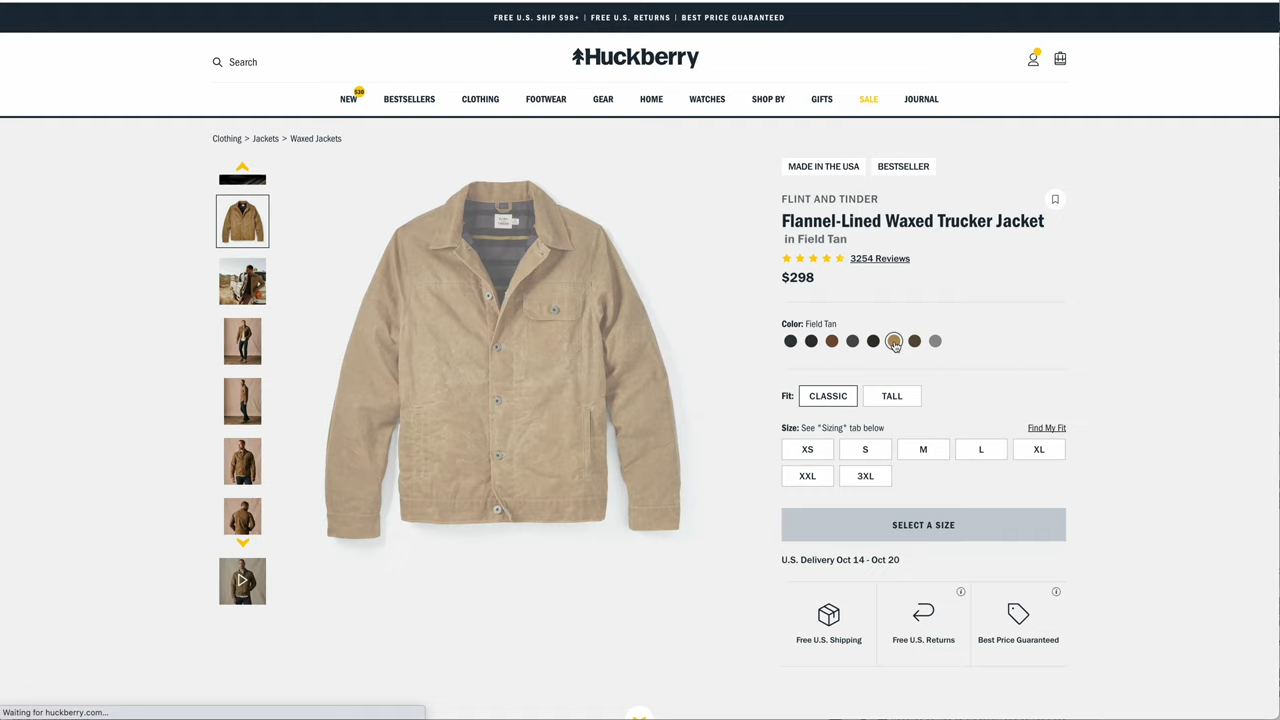 FREE U.S. SHIP $98+ | FREE U.S. RETURNS | BEST PRICE GUARANTEED
Search
Huckberry
NEW 530 BESTSELLERS CLOTHING FOOTWEAR GEAR HOME WATCHES SHOP BY GIFTS SALE JOURNAL
Clothing > Jackets > Waxed Jackets
MADE IN THE USA BESTSELLER
FLINT AND TINDER
Flannel-Lined Waxed Trucker Jacket
in Field Tan
3254 Reviews
$298
Color: Field Tan
Fit: CLASSIC TALL
Size: See "Sizing" tab below Find My Fit
XS S M L XL
XXL 3XL
SELECT A SIZE
U.S. Delivery Oct 14 - Oct 20
Free U.S. Shipping Free U.S. Returns Best Price Guaranteed
Waiting for huckberry.com...